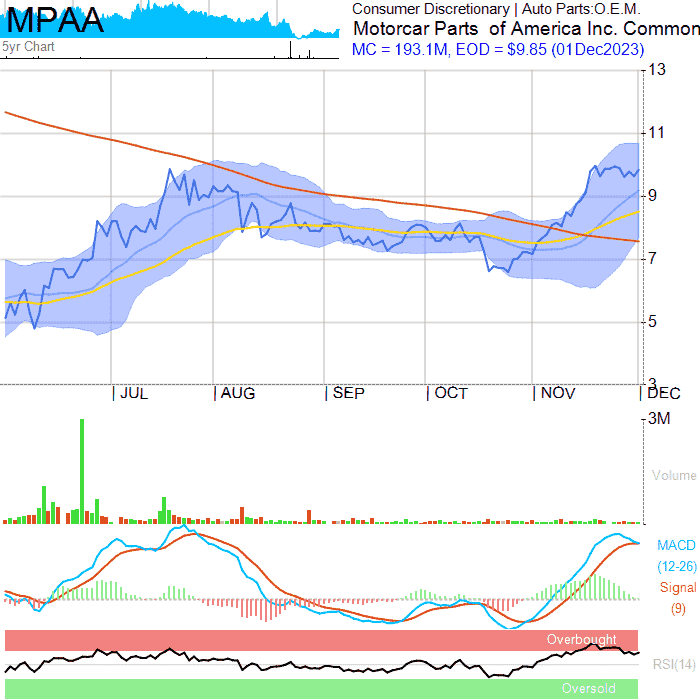 MPAA
5yr Chart
Consumer Discretionary | Auto Parts:O.E.M.
Motorcar Parts  of America Inc. Common
MC = 193.1M, EOD = $9.85 (01Dec2023)
13
11
9
7
5
3
| JUL | AUG | SEP | OCT | NOV | DEC
3M
Volume
MACD
(12-26)
Signal
(9)
Overbought
RSI(14)
Oversold